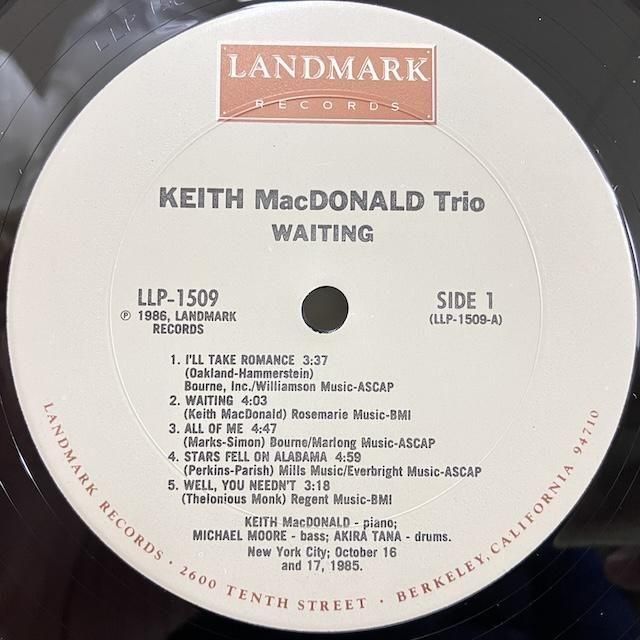 LANDMARK
RECORDS
KEITH MacDONALD Trio
WAITING
LLP-1509
℗ 1986, LANDMARK
RECORDS
SIDE 1
(LLP-1509-A)
1. I'LL TAKE ROMANCE 3:37
(Oakland-Hammerstein)
Bourne, Inc./Williamson Music-ASCAP
2. WAITING 4:03
(Keith MacDonald) Rosemarie Music-BMI
3. ALL OF ME 4:47
(Marks-Simon) Bourne/Marlong Music-ASCAP
4. STARS FELL ON ALABAMA 4:59
(Perkins-Parish) Mills Music/Everbright Music-ASCAP
5. WELL, YOU NEEDN'T 3:18
(Thelonious Monk) Regent Music-BMI
KEITH MacDONALD - piano;
MICHAEL MOORE - bass; AKIRA TANA - drums.
New York City; October 16
and 17, 1985.
LANDMARK RECORDS • 2600 TENTH STREET • BERKELEY, CALIFORNIA 94710